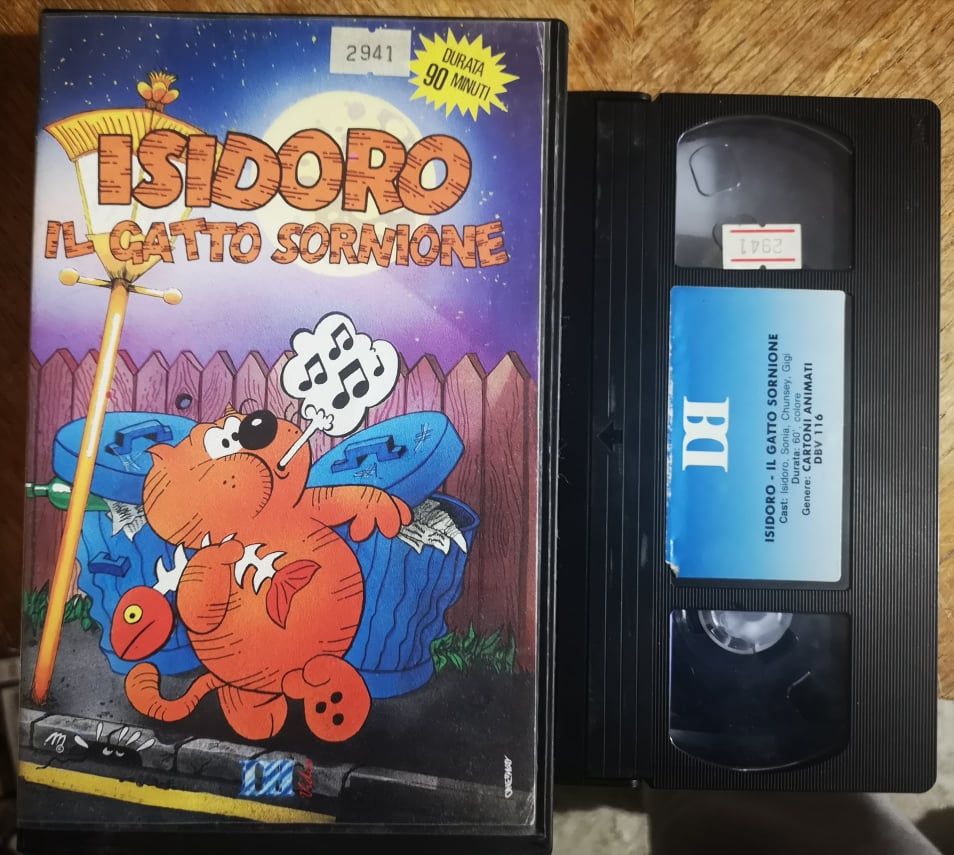 2941
DURATA
90 MINUTI
ISIDORO
IL GATTO SORNIONE
2941
ISIDORO - IL GATTO SORNIONE
Cast: Isidoro, Sonia, Chunsey, Gigi
Durata: 60', colore
Genere: CARTONI ANIMATI
DBV 116